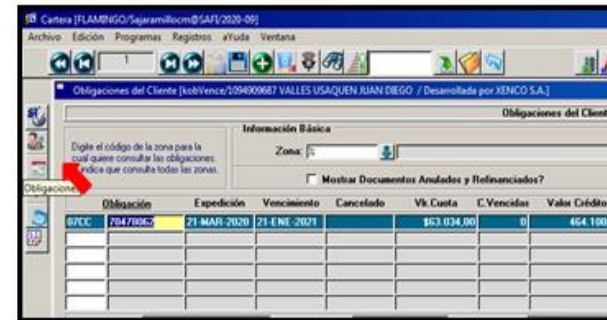 Cartera [FLAMINGO/Sajaramillocm@SAFI/2020-09]
Archivo Edición Programas Registros aYuda Ventana
1
Obligaciones del Cliente [kobVence/1094909687 VALLES USAQUEN JUAN DIEGO / Desarrollada por XENCO S.A.]
Obligaciones del Client
Información Básica
Digite el código de la zona para la
cual quiere consultar las obligaciones.
indica que consulta todas las zonas.
Zona:
Obligaciones
Mostrar Documentos Anulados y Refinanciados?
Obligación Expedición Vencimiento Cancelado Vlr.Cuota C.Vencidas Valor Crédito
07CC 70478062 21-MAR-2020 21-ENE-2021 $63.034,00 0 464.100